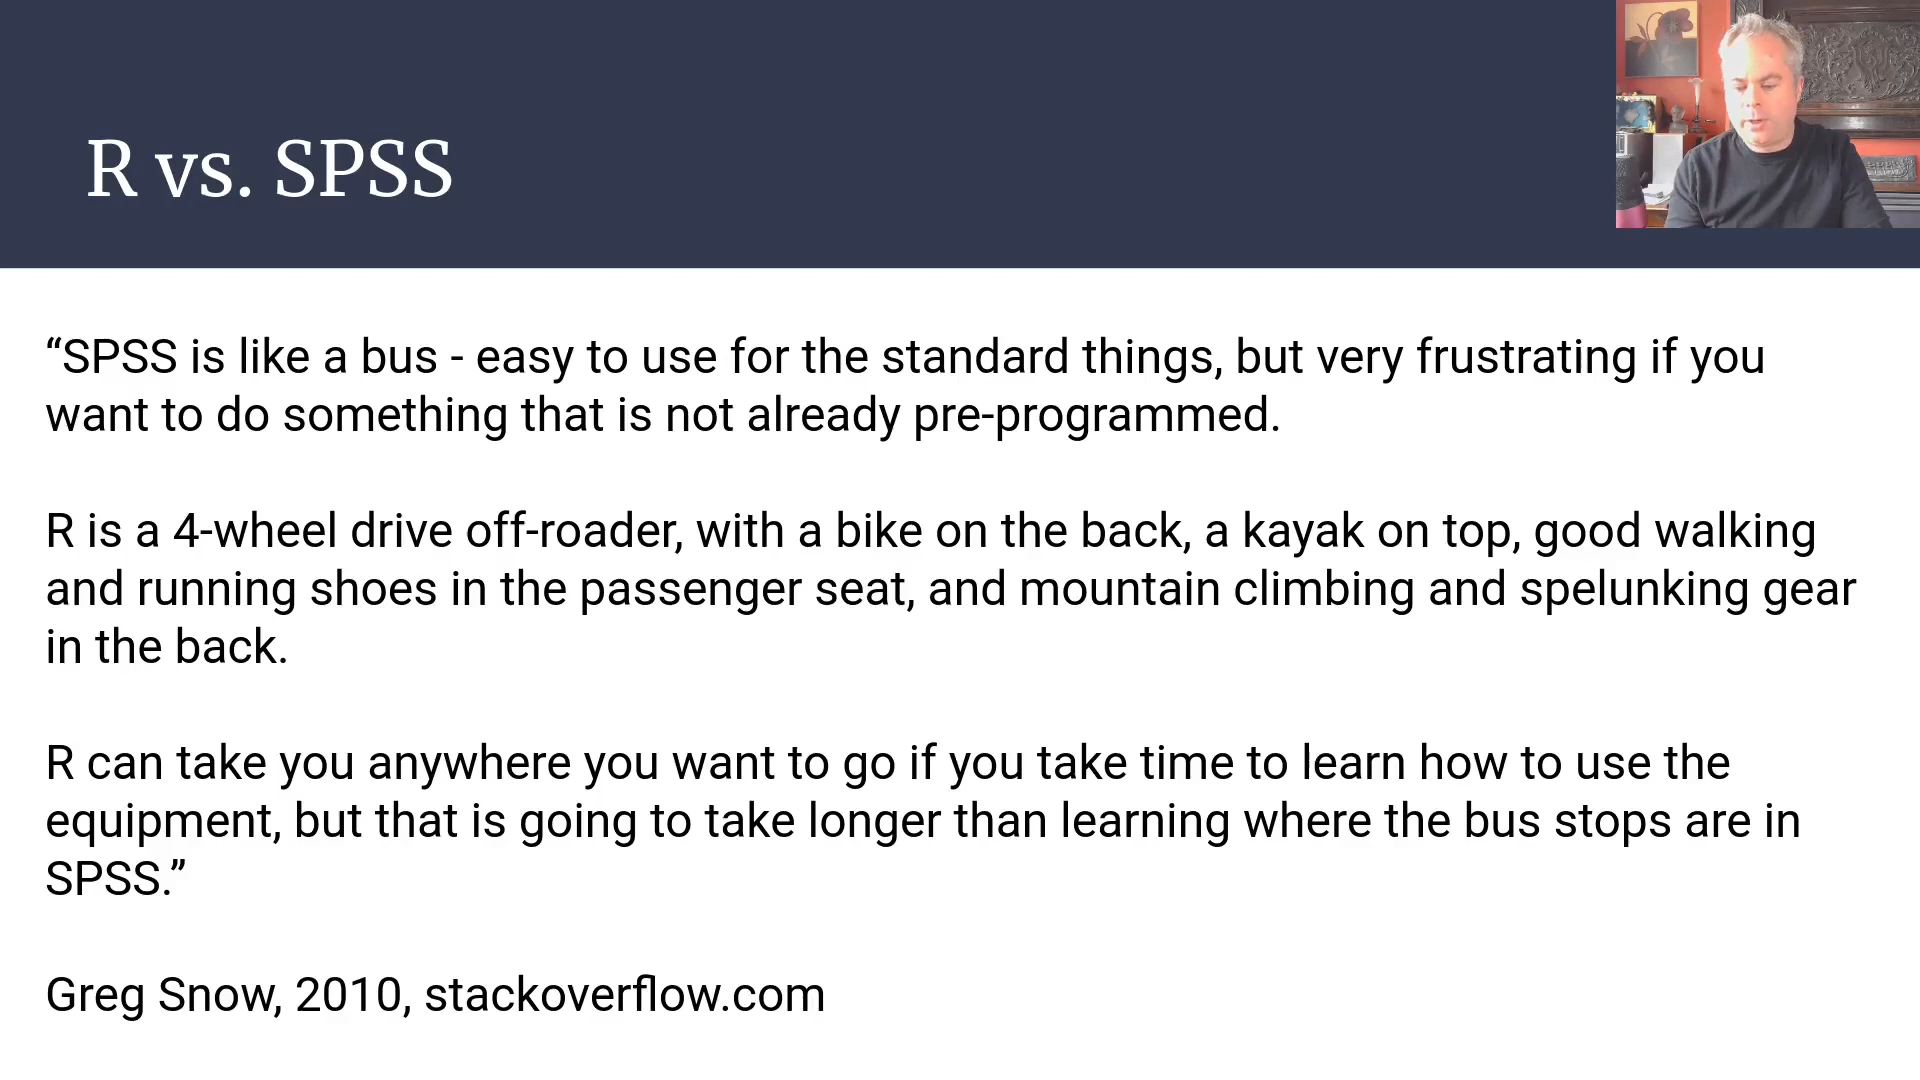 R vs. SPSS
“SPSS is like a bus - easy to use for the standard things, but very frustrating if you
want to do something that is not already pre-programmed.
R is a 4-wheel drive off-roader, with a bike on the back, a kayak on top, good walking
and running shoes in the passenger seat, and mountain climbing and spelunking gear
in the back.
R can take you anywhere you want to go if you take time to learn how to use the
equipment, but that is going to take longer than learning where the bus stops are in
SPSS.”
Greg Snow, 2010, stackoverflow.com